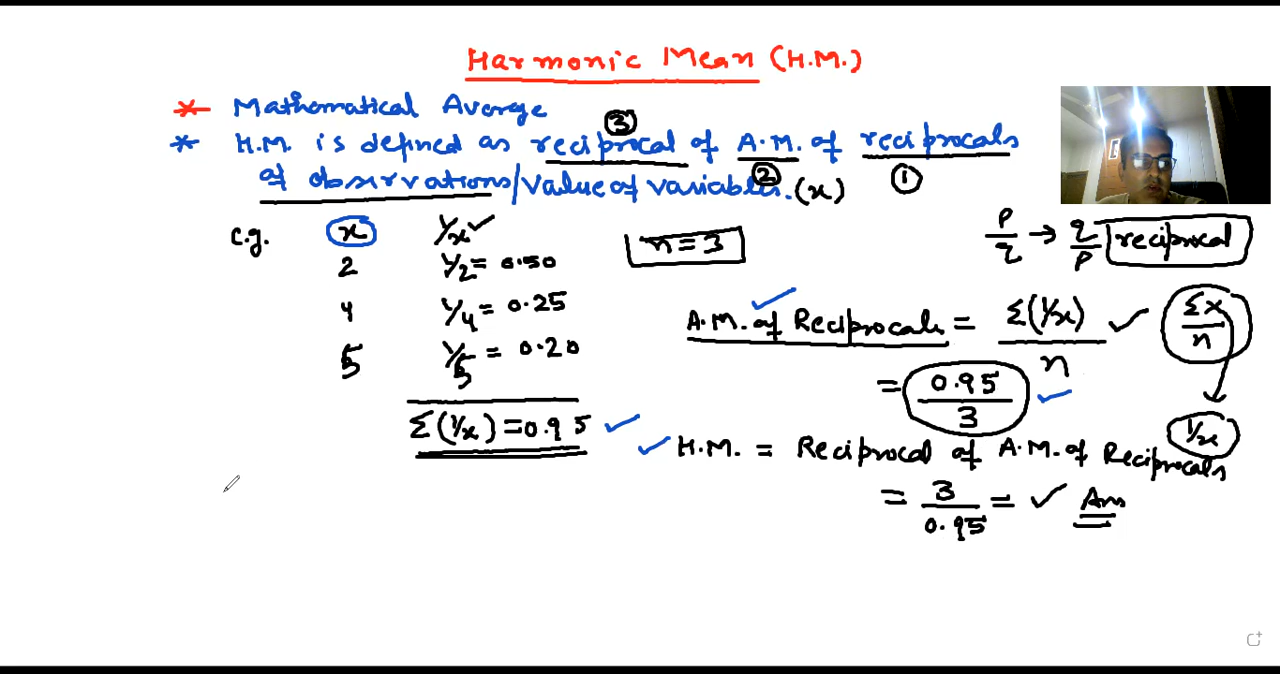 Harmonic Mean (H.M.)
* Mathematical Average
* H.M. is defined as reciprocal of A.M. of reciprocals
③ ② ①
of observations/Value of variable. (x)
e.g. x 1/x ✓ n = 3
p/q → q/p reciprocal
2 1/2 = 0.50
4 1/4 = 0.25
5 1/5 = 0.20
Σ(1/x) = 0.95 ✓
A.M. of Reciprocals = Σ(1/x)/n ✓ Σx/n
= 0.95/3 ✓ 1/x
✓ H.M. = Reciprocal of A.M. of Reciprocals
= 3/0.95 = ✓ Ans